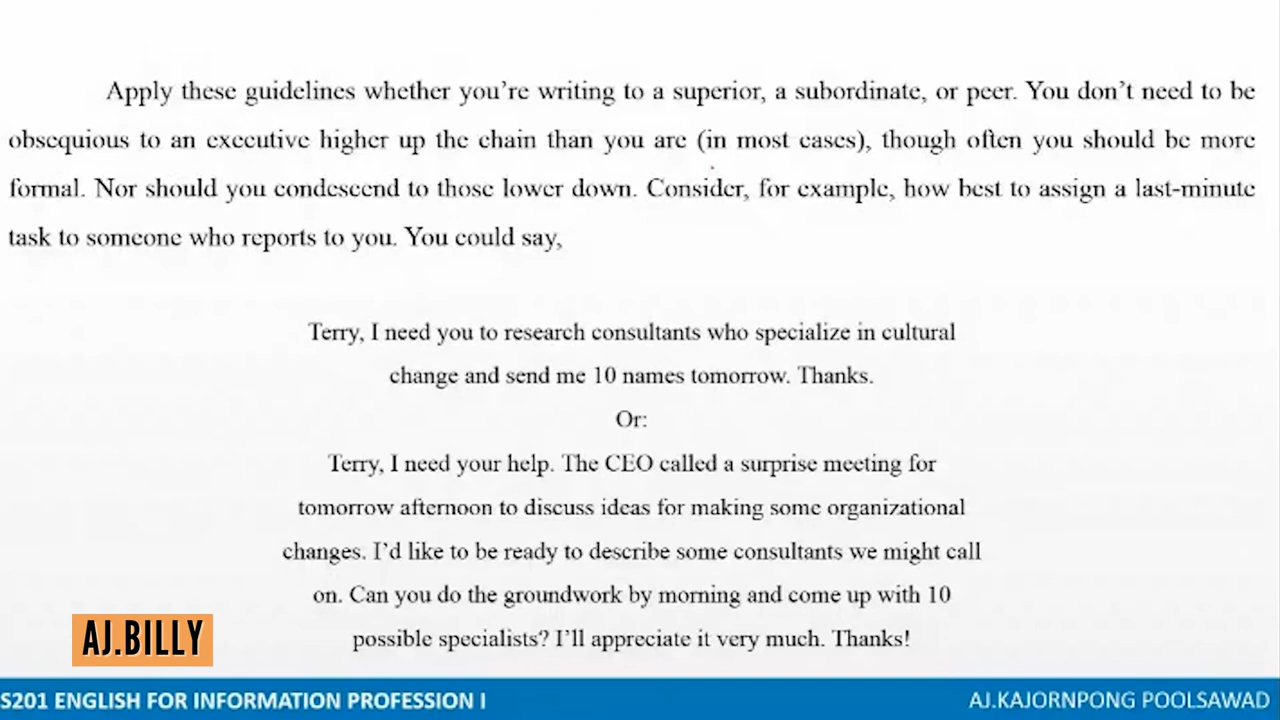 Apply these guidelines whether you're writing to a superior, a subordinate, or peer. You don't need to be
obsequious to an executive higher up the chain than you are (in most cases), though often you should be more
formal. Nor should you condescend to those lower down. Consider, for example, how best to assign a last-minute
task to someone who reports to you. You could say,
Terry, I need you to research consultants who specialize in cultural
change and send me 10 names tomorrow. Thanks.
Or:
Terry, I need your help. The CEO called a surprise meeting for
tomorrow afternoon to discuss ideas for making some organizational
changes. I'd like to be ready to describe some consultants we might call
on. Can you do the groundwork by morning and come up with 10
possible specialists? I'll appreciate it very much. Thanks!
AJ.BILLY
S201 ENGLISH FOR INFORMATION PROFESSION I
AJ.KAJORNPONG POOLSAWAD